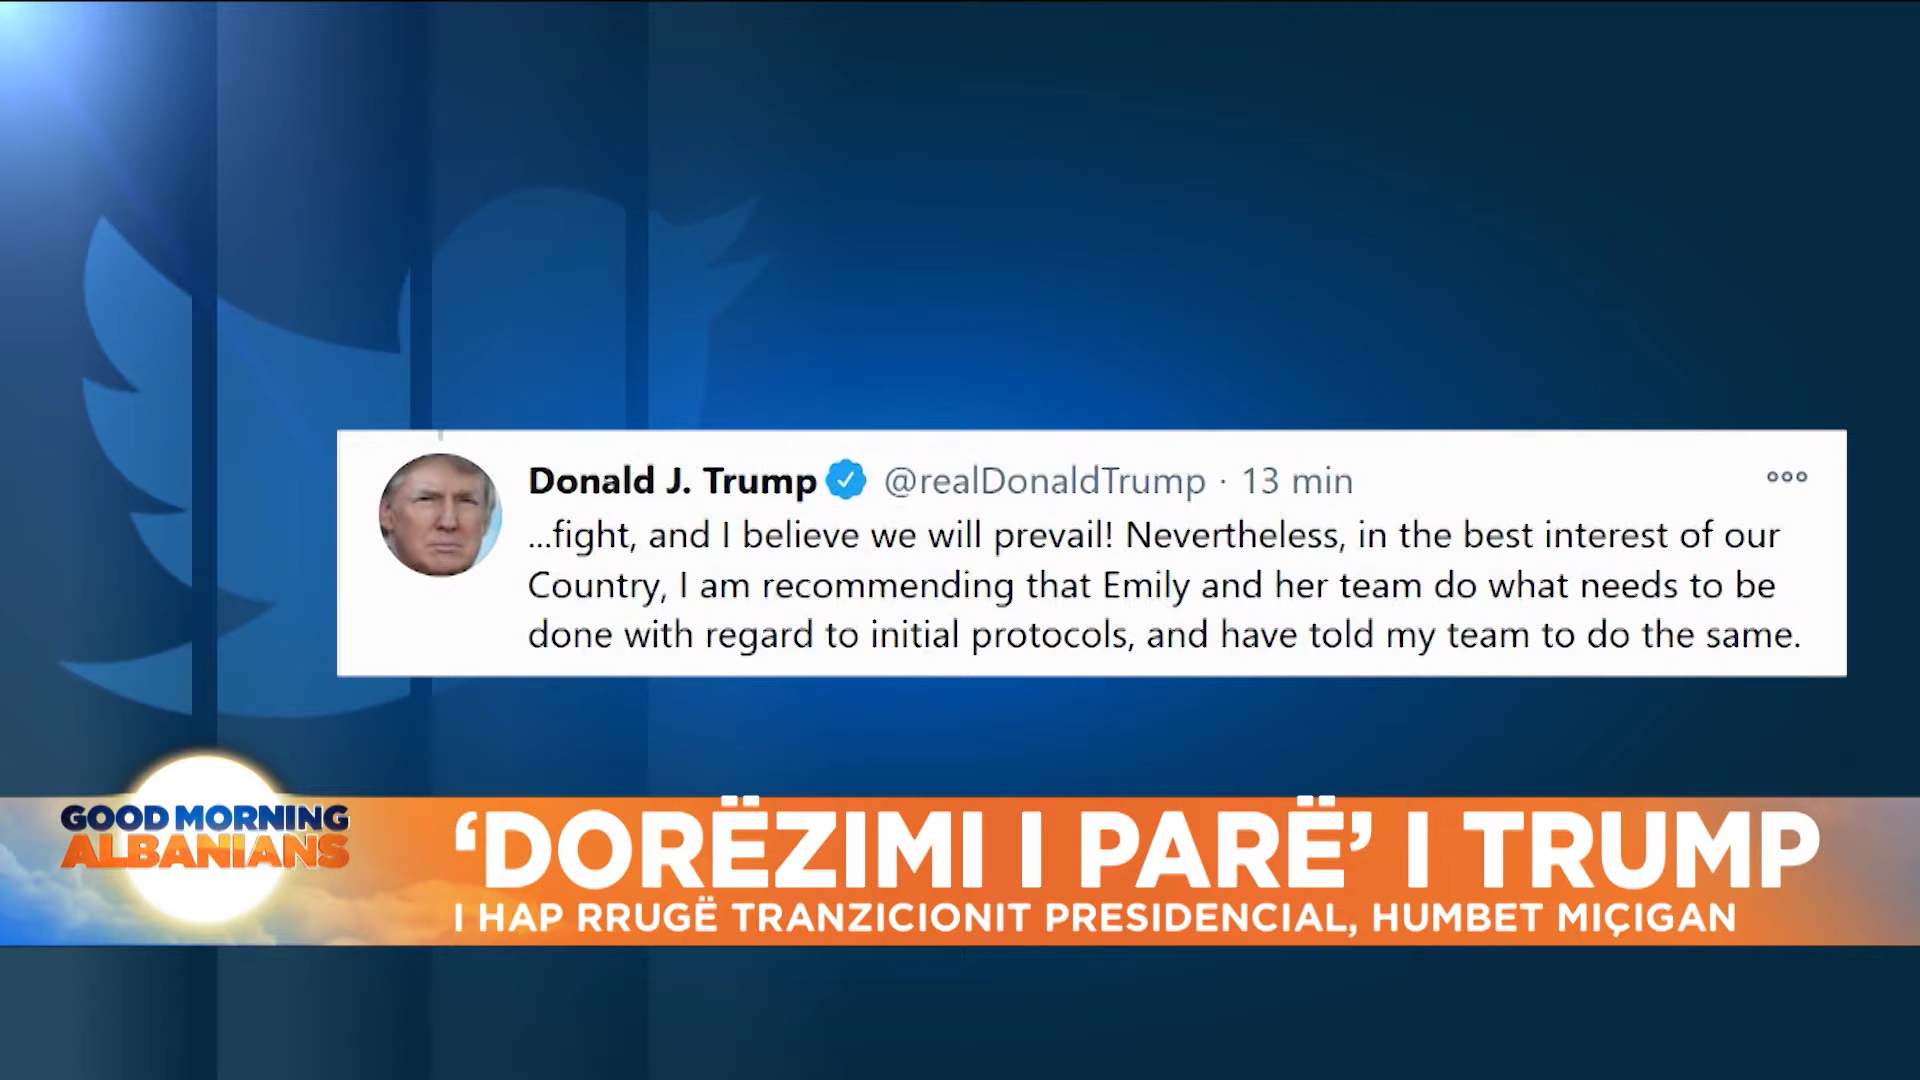 Donald J. Trump @realDonaldTrump · 13 min
...fight, and I believe we will prevail! Nevertheless, in the best interest of our
Country, I am recommending that Emily and her team do what needs to be
done with regard to initial protocols, and have told my team to do the same.
GOOD MORNING
ALBANIANS
‘DORËZIMI I PARË’ I TRUMP
I HAP RRUGË TRANZICIONIT PRESIDENCIAL, HUMBET MIÇIGAN